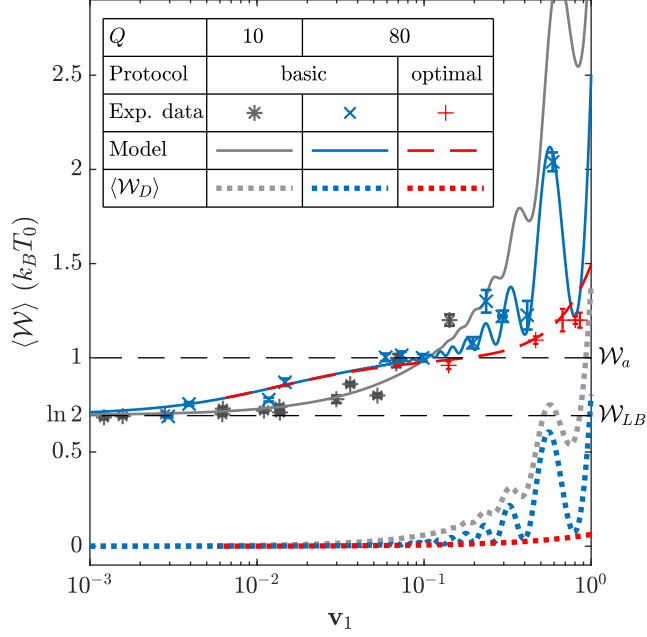 2.5
2
1.5
1
ln 2
0.5
0
⟨𝒲⟩ (k_B T_0)
Q 10 80
Protocol basic optimal
Exp. data
Model
⟨𝒲_D⟩
𝒲_a
𝒲_LB
10^-3 10^-2 10^-1 10^0
v_1